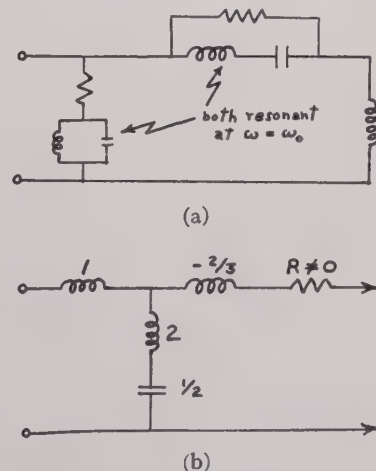 both resonant
at ω = ω₀
(a)
1
- 2/3
R ≠ 0
2
1/2
(b)